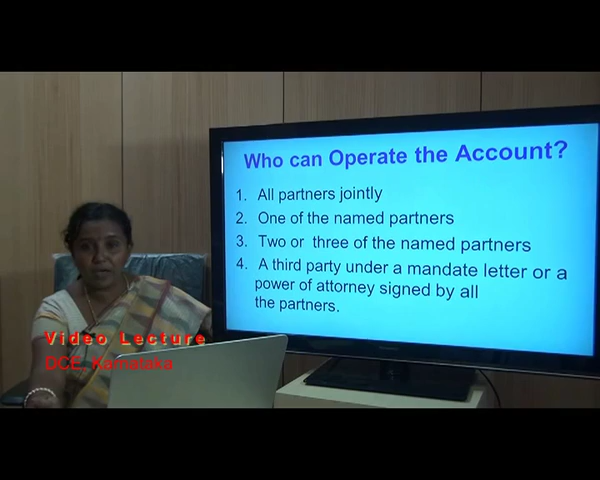 Who can Operate the Account?
1. All partners jointly
2. One of the named partners
3. Two or three of the named partners
4. A third party under a mandate letter or a
power of attorney signed by all
the partners.
Video Lecture
DCE, Karnataka